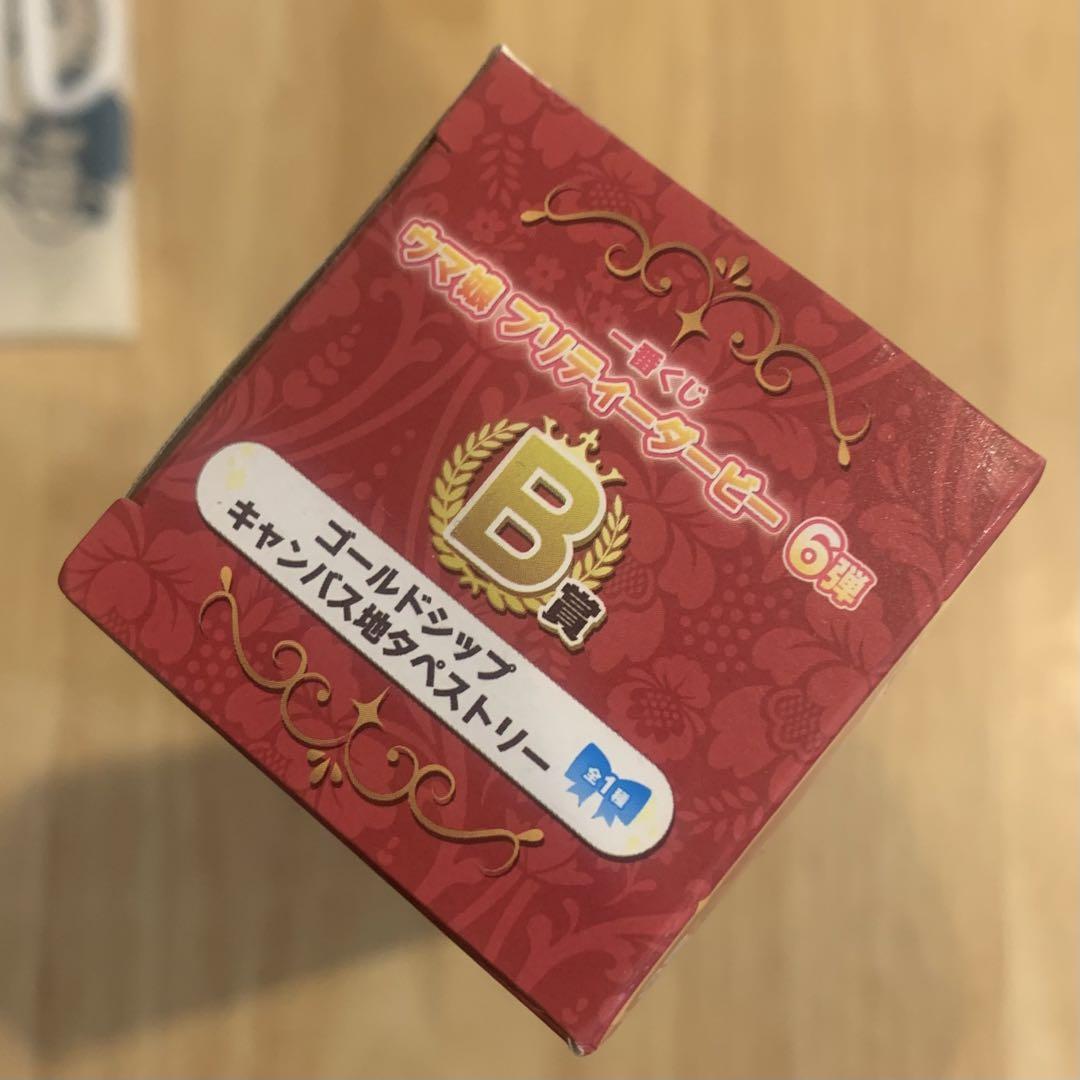 一番くじ
ウマ娘 プリティーダービー 6弾
B賞
ゴールドシップ
キャンバス地タペストリー
全1種